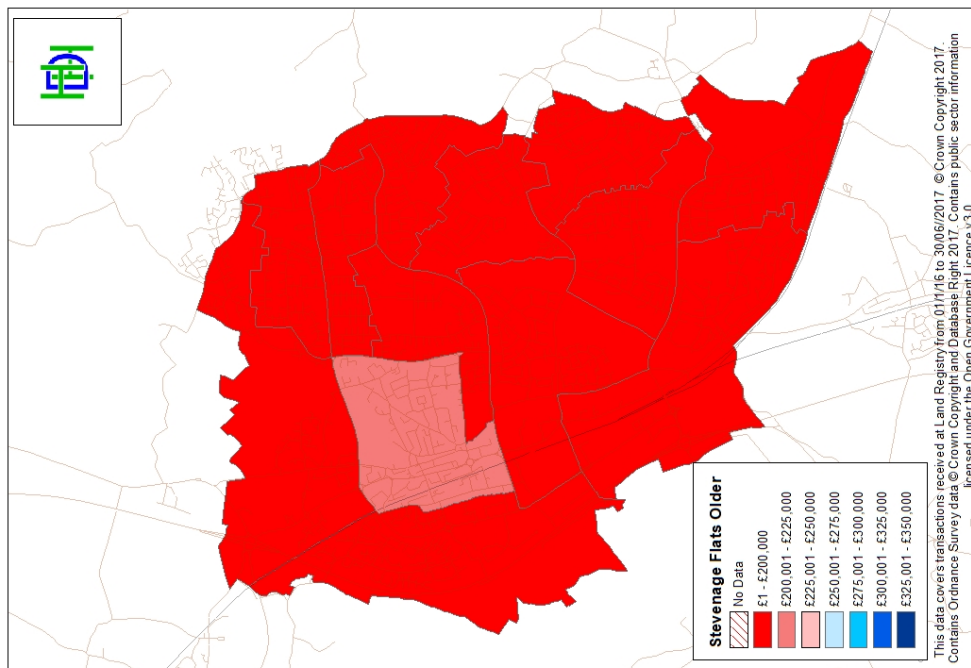 Stevenage Flats Older
No Data
£1 - £200,000
£200,001 - £225,000
£225,001 - £250,000
£250,001 - £275,000
£275,001 - £300,000
£300,001 - £325,000
£325,001 - £350,000
This data covers transactions received at Land Registry from 01/1/16 to 30/06//2017 © Crown Copyright 2017.
Contains Ordnance Survey data © Crown Copyright and Database Right 2017. Contains public sector information
licensed under the Open Government Licence v3.0